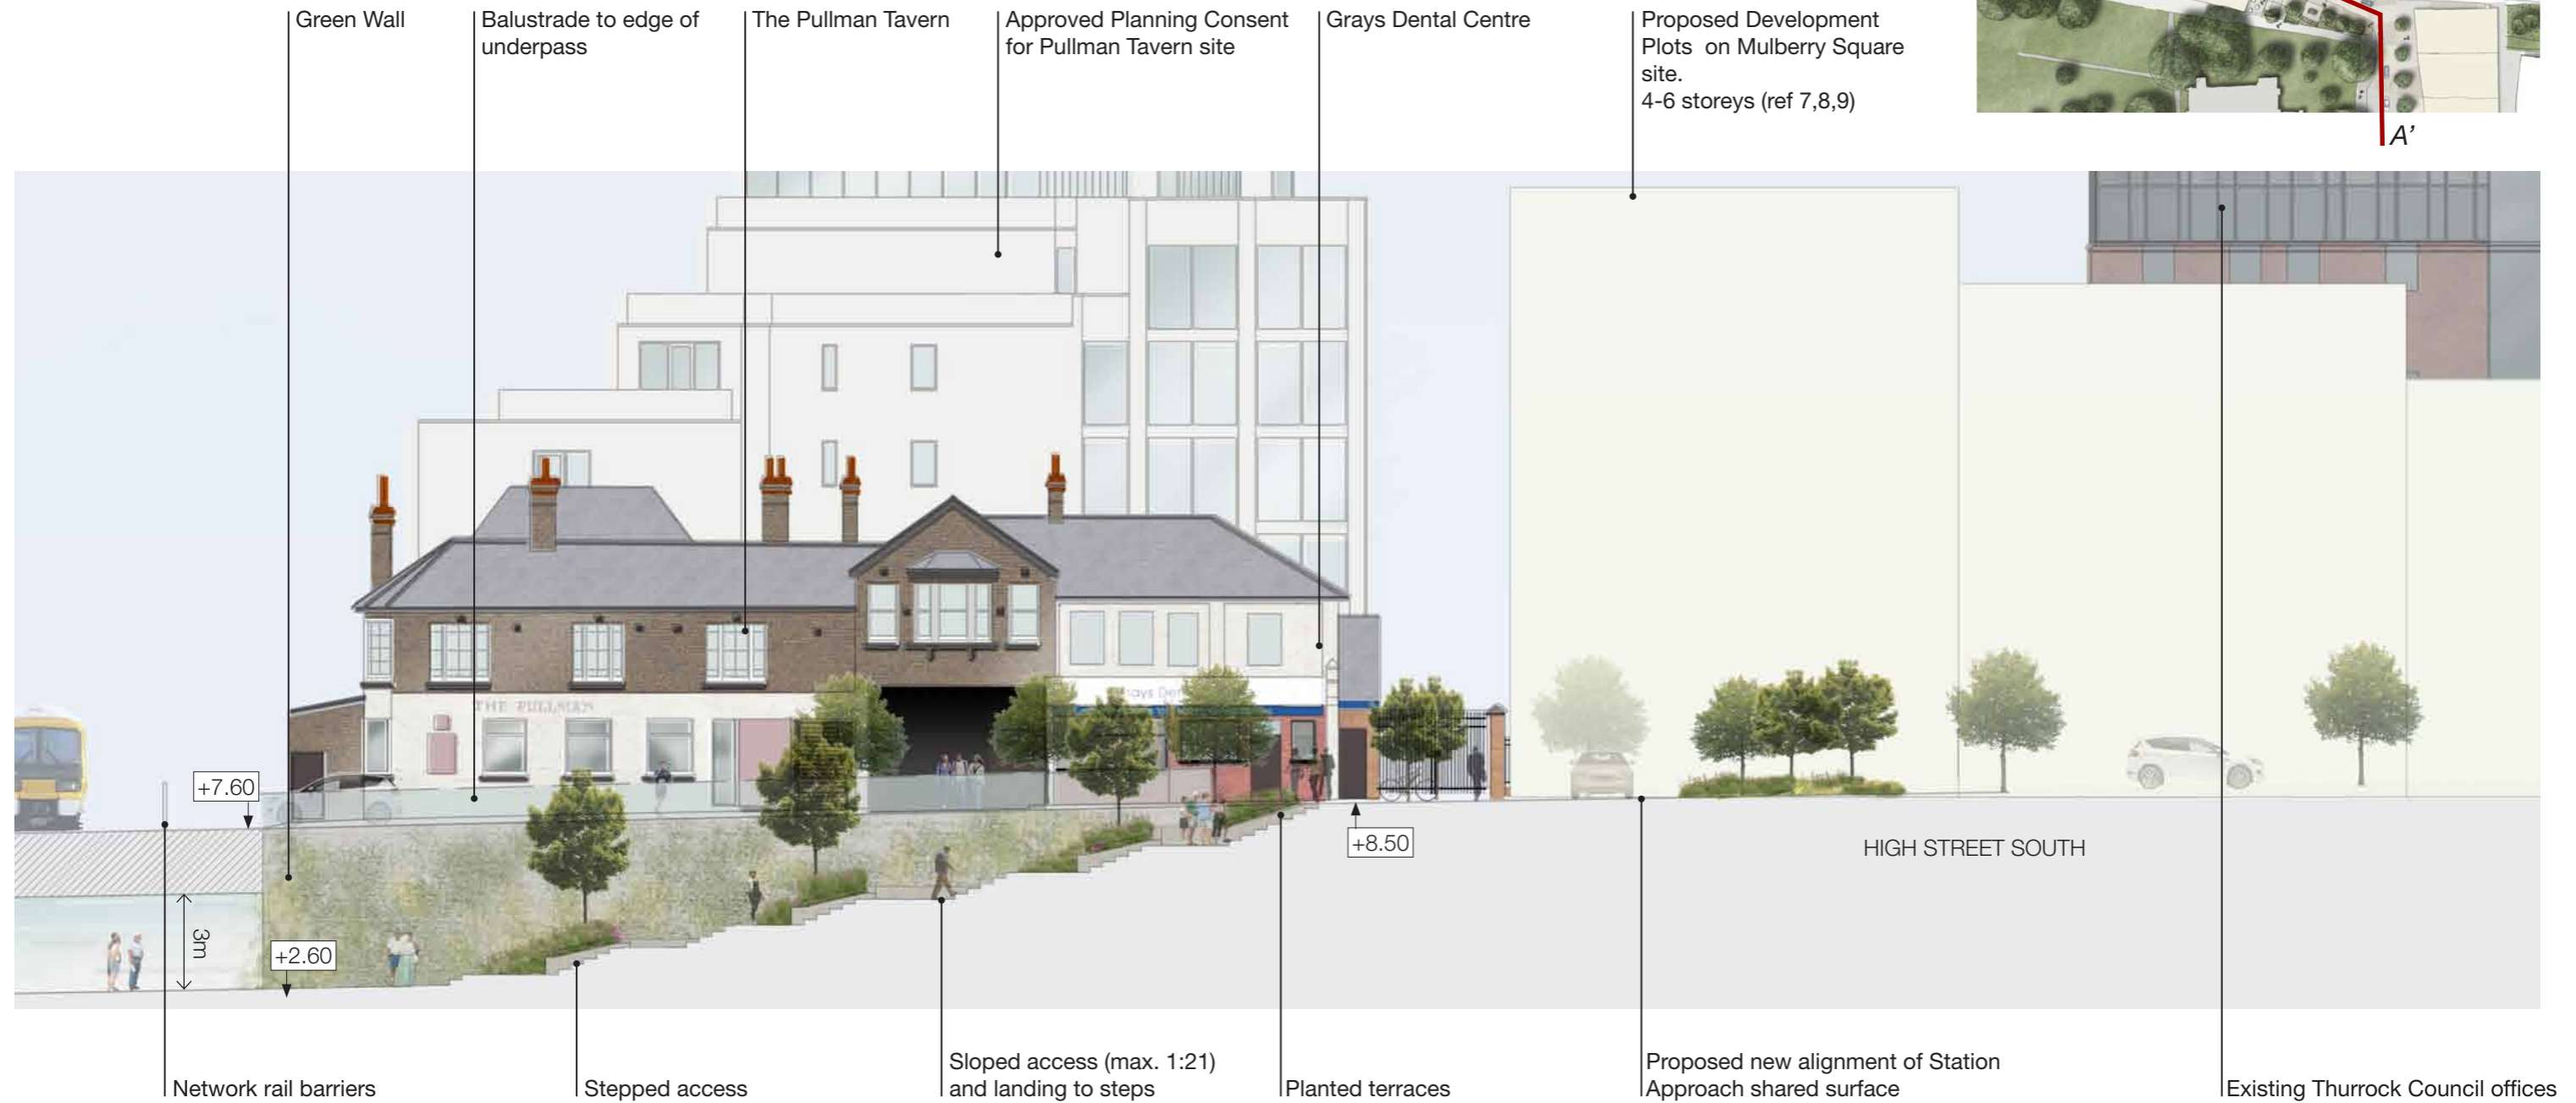 Green Wall
Balustrade to edge of
underpass
The Pullman Tavern
Approved Planning Consent
for Pullman Tavern site
Grays Dental Centre
Proposed Development
Plots on Mulberry Square
site.
4-6 storeys (ref 7,8,9)
A'
THE PULLMAN
+7.60
+8.50
HIGH STREET SOUTH
3m
+2.60
Network rail barriers
Stepped access
Sloped access (max. 1:21)
and landing to steps
Planted terraces
Proposed new alignment of Station
Approach shared surface
Existing Thurrock Council offices